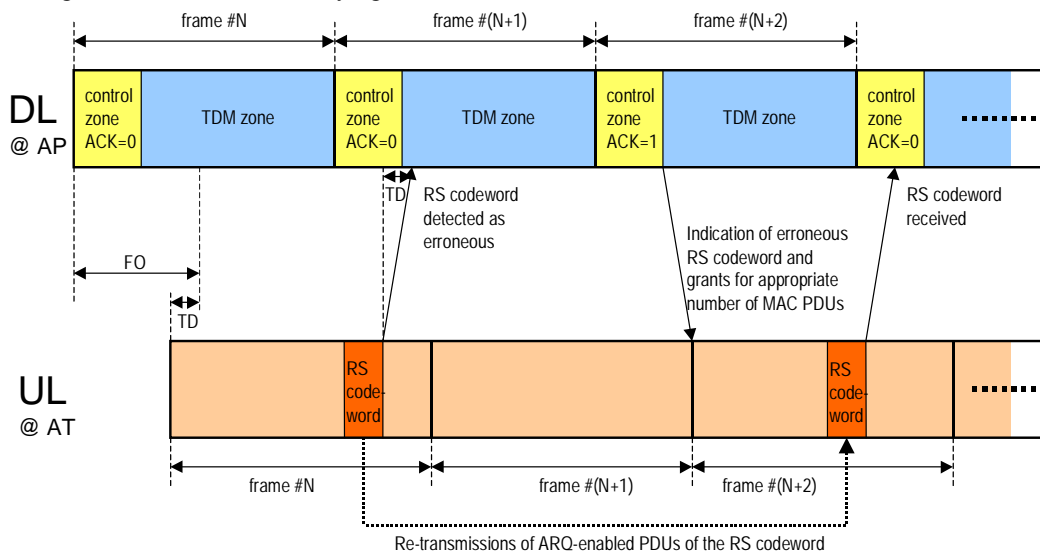 frame #N
frame #(N+1)
frame #(N+2)
DL
@ AP
control
zone
ACK=0
TDM zone
control
zone
ACK=0
TDM zone
control
zone
ACK=1
TDM zone
control
zone
ACK=0
TD
RS codeword
detected as
erroneous
RS codeword
received
Indication of erroneous
RS codeword and
grants for appropriate
number of MAC PDUs
FO
TD
UL
@ AT
RS
code-
word
RS
code-
word
frame #N
frame #(N+1)
frame #(N+2)
Re-transmissions of ARQ-enabled PDUs of the RS codeword